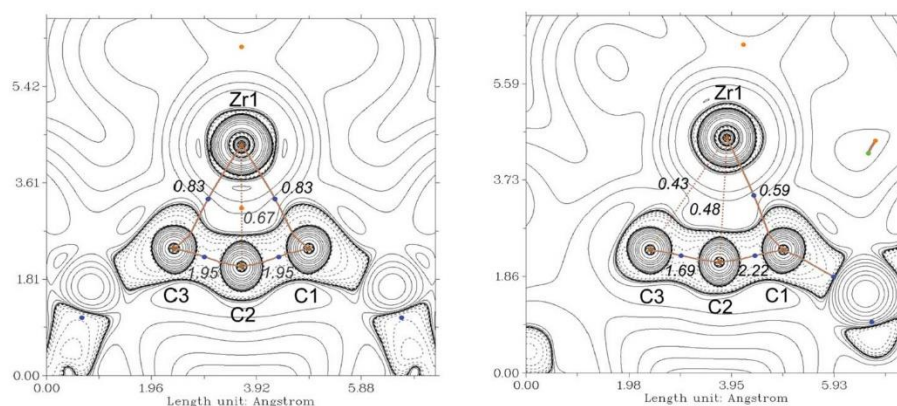 Zr1
5.42
3.61
0.83
0.83
0.67
1.81
1.95
1.95
C3
C2
C1
0.00
0.00
1.96
3.92
5.88
Length unit: Angstrom
Zr1
5.59
3.73
0.43
0.48
0.59
1.86
1.69
2.22
C3
C2
C1
0.00
0.00
1.98
3.95
5.93
Length unit: Angstrom